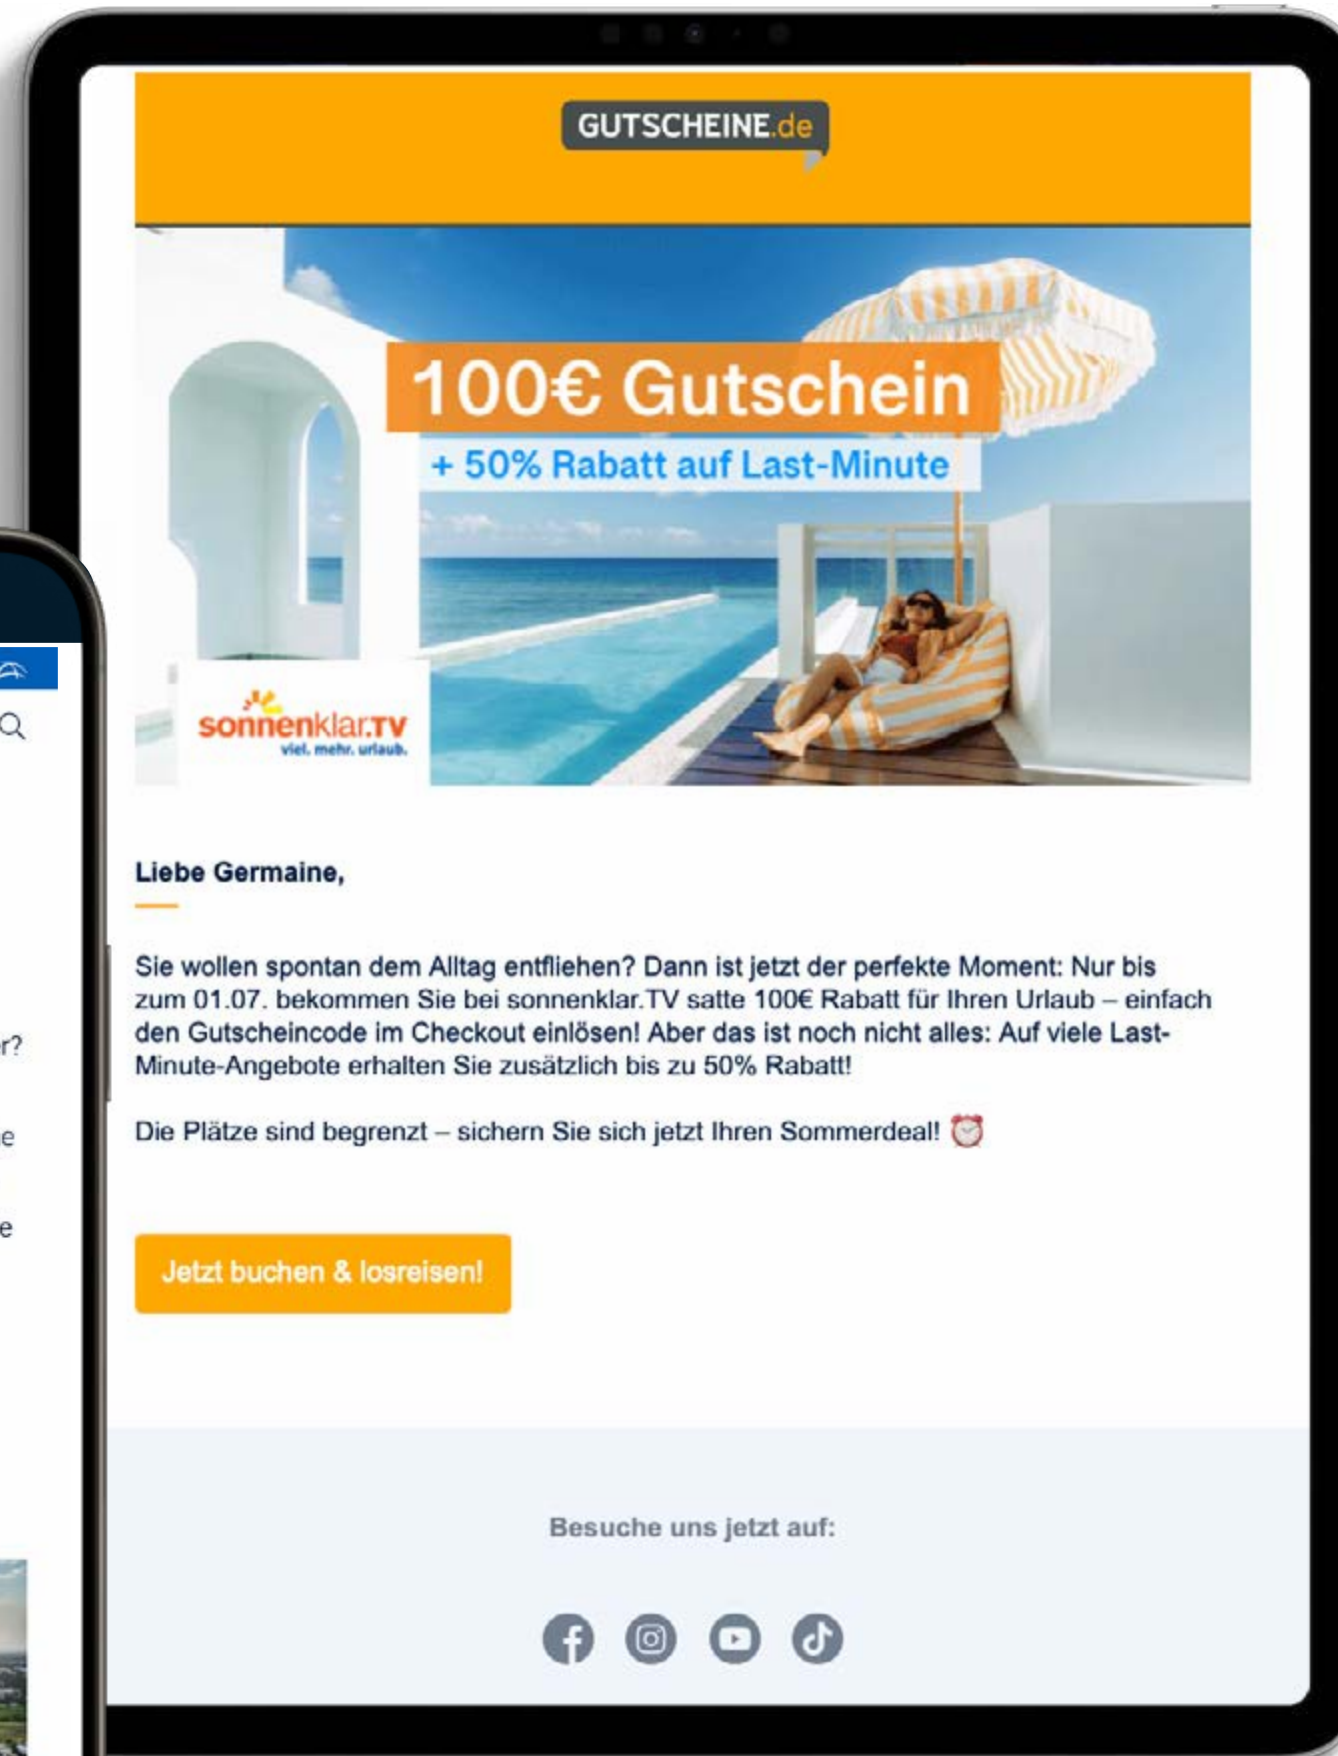 GUTSCHEINE.de
100€ Gutschein
+ 50% Rabatt auf Last-Minute
sonnenklar.TV
viel. mehr. urlaub.
Liebe Germaine,
Sie wollen spontan dem Alltag entfliehen? Dann ist jetzt der perfekte Moment: Nur bis
zum 01.07. bekommen Sie bei sonnenklar.TV satte 100€ Rabatt für Ihren Urlaub – einfach
den Gutscheincode im Checkout einlösen! Aber das ist noch nicht alles: Auf viele Last-
Minute-Angebote erhalten Sie zusätzlich bis zu 50% Rabatt!
Die Plätze sind begrenzt – sichern Sie sich jetzt Ihren Sommerdeal! ⏰
Jetzt buchen & losreisen!
Besuche uns jetzt auf: